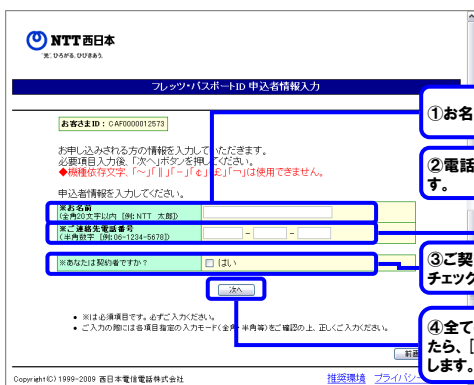 NTT西日本
光、ひろがる。ひびきあう。
フレッツ・パスポートID 申込者情報入力
お客さまID：CAF0000012573
お申し込みされる方の情報を入力していただきます。
必要項目入力後、「次へ」ボタンを押してください。
◆機種依存文字、「～」「∥」「－」「¢」「£」「¬」は使用できません。
申込者情報を入力してください。
※お名前
(全角20文字以内 [例:NTT 太郎])
※ご連絡先電話番号
(半角数字 [例:06-1234-5678])
- -
※あなたは契約者ですか？ はい
次へ
• ※は必須項目です。必ずご入力ください。
• ご入力の際には各項目指定の入力モード(全角・半角等)をご確認の上、正しくご入力ください。
前画
Copyright(C) 1999-2009 西日本電信電話株式会社
推奨環境 プライバシー
①お名
②電話
す。
③ご契
チェック
④全て
たら、［
します。